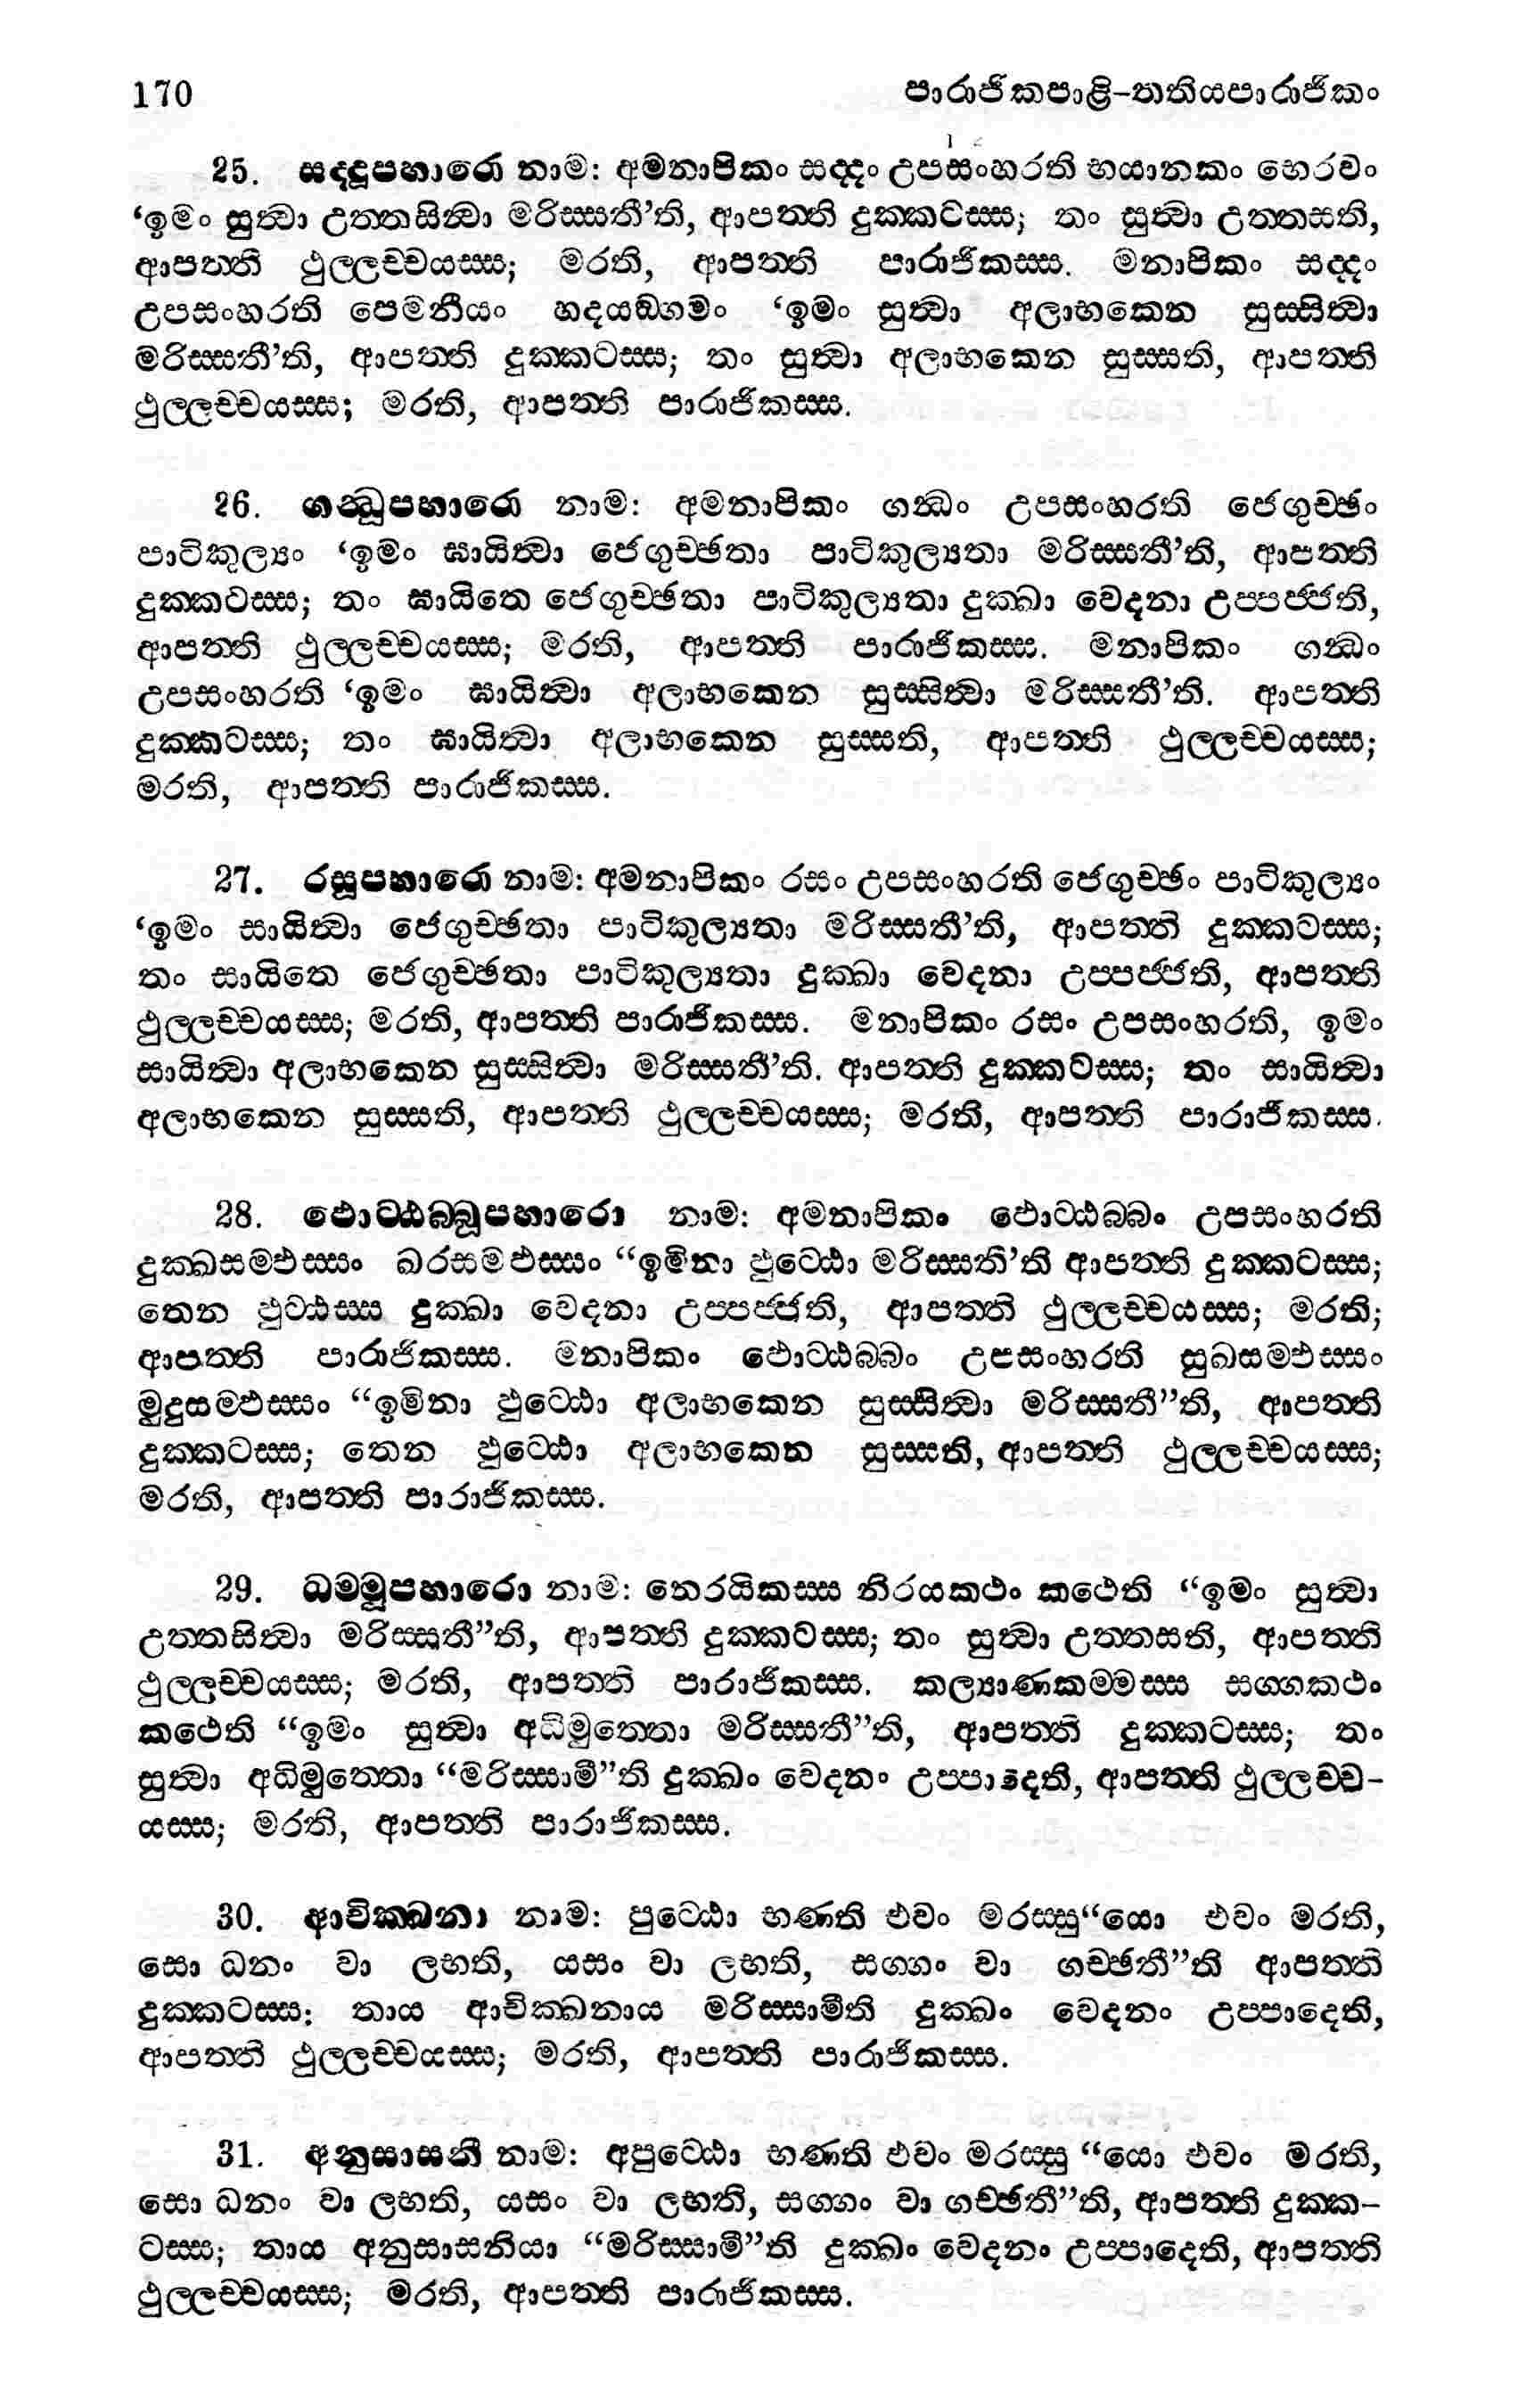 170 පාරාජිකපාළි-තතියපාරාජිකං
25. සද්දූපහාරො නාම: අමනාපිකං සද්දං උපසංහරති භයානකං භෙරවං
‘ඉමං සුත්වා උත්තසිත්වා මරිස්සතී’ති, ආපත්ති දුක්කටස්ස; තං සුත්වා උත්තසති,
ආපත්ති ථුල්ලච්චයස්ස; මරති, ආපත්ති පාරාජිකස්ස. මනාපිකං සද්දං
උපසංහරති පෙමනීයං හදයඞ්ගමං ‘ඉමං සුත්වා අලාභකෙන සුස්සිත්වා
මරිස්සතී’ති, ආපත්ති දුක්කටස්ස; තං සුත්වා අලාභකෙන සුස්සති, ආපත්ති
ථුල්ලච්චයස්ස; මරති, ආපත්ති පාරාජිකස්ස.
26. ගන්ධූපහාරො නාම: අමනාපිකං ගන්ධං උපසංහරති ජෙගුච්ඡං
පාටිකුල්‍යං ‘ඉමං ඝායිත්වා ජෙගුච්ඡතා පාටිකුල්‍යතා මරිස්සතී’ති, ආපත්ති
දුක්කටස්ස; තං ඝායිතෙ ජෙගුච්ඡතා පාටිකුල්‍යතා දුක්ඛා වෙදනා උප්පජ්ජති,
ආපත්ති ථුල්ලච්චයස්ස; මරති, ආපත්ති පාරාජිකස්ස. මනාපිකං ගන්ධං
උපසංහරති ‘ඉමං ඝායිත්වා අලාභකෙන සුස්සිත්වා මරිස්සතී’ති. ආපත්ති
දුක්කටස්ස; තං ඝායිත්වා අලාභකෙන සුස්සති, ආපත්ති ථුල්ලච්චයස්ස;
මරති, ආපත්ති පාරාජිකස්ස.
27. රසූපහාරො නාම: අමනාපිකං රසං උපසංහරති ජෙගුච්ඡං පාටිකුල්‍යං
‘ඉමං සායිත්වා ජෙගුච්ඡතා පාටිකුල්‍යතා මරිස්සතී’ති, ආපත්ති දුක්කටස්ස;
තං සායිතෙ ජෙගුච්ඡතා පාටිකුල්‍යතා දුක්ඛා වෙදනා උප්පජ්ජති, ආපත්ති
ථුල්ලච්චයස්ස; මරති, ආපත්ති පාරාජිකස්ස. මනාපිකං රසං උපසංහරති, ඉමං
සායිත්වා අලාභකෙන සුස්සිත්වා මරිස්සතී’ති. ආපත්ති දුක්කටස්ස; තං සායිත්වා
අලාභකෙන සුස්සති, ආපත්ති ථුල්ලච්චයස්ස; මරති, ආපත්ති පාරාජිකස්ස.
28. ඵොට්ඨබ්බූපහාරො නාම: අමනාපිකං ඵොට්ඨබ්බං උපසංහරති
දුක්ඛසම්ඵස්සං ඛරසම්ඵස්සං “ඉමිනා ඵුට්ඨො මරිස්සති’ති ආපත්ති දුක්කටස්ස;
තෙන ඵුට්ඨස්ස දුක්ඛා වෙදනා උප්පජ්ජති, ආපත්ති ථුල්ලච්චයස්ස; මරති;
ආපත්ති පාරාජිකස්ස. මනාපිකං ඵොට්ඨබ්බං උපසංහරති සුඛසම්ඵස්සං
මුදුසම්ඵස්සං “ඉමිනා ඵුට්ඨො අලාභකෙන සුස්සිත්වා මරිස්සතී”ති, ආපත්ති
දුක්කටස්ස; තෙන ඵුට්ඨො අලාභකෙන සුස්සති, ආපත්ති ථුල්ලච්චයස්ස;
මරති, ආපත්ති පාරාජිකස්ස.
29. ධම්මූපහාරො නාම: නෙරයිකස්ස නිරයකථං කථෙති “ඉමං සුත්වා
උත්තසිත්වා මරිස්සතී”ති, ආපත්ති දුක්කටස්ස; තං සුත්වා උත්තසති, ආපත්ති
ථුල්ලච්චයස්ස; මරති, ආපත්ති පාරාජිකස්ස. කල්‍යාණකම්මස්ස සග්ගකථං
කථෙති “ඉමං සුත්වා අධිමුත්තො මරිස්සතී”ති, ආපත්ති දුක්කටස්ස; තං
සුත්වා අධිමුත්තො “මරිස්සාමී”ති දුක්ඛං වෙදනං උප්පාදෙති, ආපත්ති ථුල්ලච්ච-
යස්ස; මරති, ආපත්ති පාරාජිකස්ස.
30. ආචික්ඛනා නාම: පුට්ඨො භණති එවං මරස්සු“යො එවං මරති,
සො ධනං වා ලභති, යසං වා ලභති, සග්ගං වා ගච්ඡතී”ති ආපත්ති
දුක්කටස්ස: තාය ආචික්ඛනාය මරිස්සාමීති දුක්ඛං වෙදනං උප්පාදෙති,
ආපත්ති ථුල්ලච්චයස්ස; මරති, ආපත්ති පාරාජිකස්ස.
31. අනුසාසනී නාම: අපුට්ඨො භණති එවං මරස්සු “යො එවං මරති,
සො ධනං වා ලභති, යසං වා ලභති, සග්ගං වා ගච්ඡතී”ති, ආපත්ති දුක්ක-
ටස්ස; තාය අනුසාසනියා “මරිස්සාමී”ති දුක්ඛං වෙදනං උප්පාදෙති, ආපත්ති
ථුල්ලච්චයස්ස; මරති, ආපත්ති පාරාජිකස්ස.